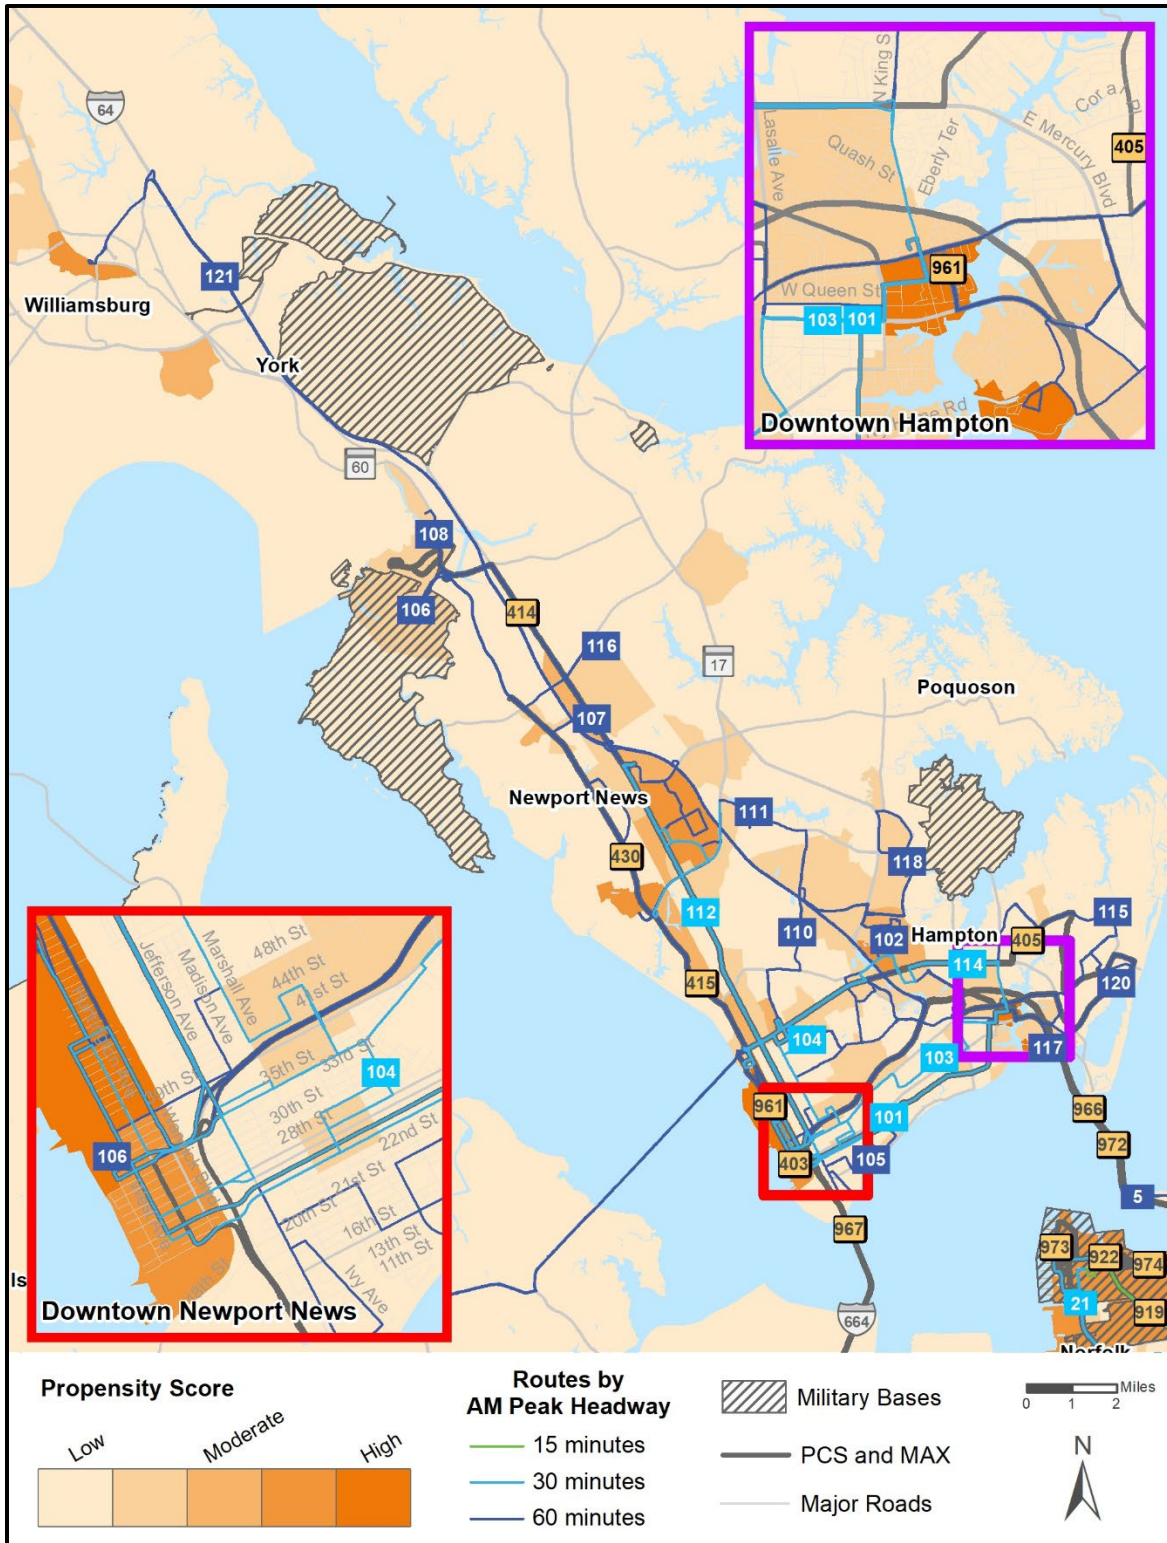 64
121
Williamsburg
York
60
108
106
414
116
17
107
Poquoson
Newport News
111
430
118
112
102
Hampton
405
115
110
114
120
415
104
103
117
961
101
966
403
105
972
967
5
973
922
974
21
919
664
Norfolk
Is
N King S
Lasalle Ave
Quash St
Eberly Ter
E Mercury Blvd
405
961
W Queen St
103
101
Rd
Downtown Hampton
Jefferson Ave
Madison Ave
Marshall Ave
48th St
44th St
41st St
39th St
35th St
33rd St
104
30th St
28th St
106
22nd St
21st St
20th St
16th St
13th St
11th St
Ivy Ave
Downtown Newport News
Propensity Score
Low
Moderate
High
Routes by
AM Peak Headway
15 minutes
30 minutes
60 minutes
Military Bases
PCS and MAX
Major Roads
Miles
0 1 2
N